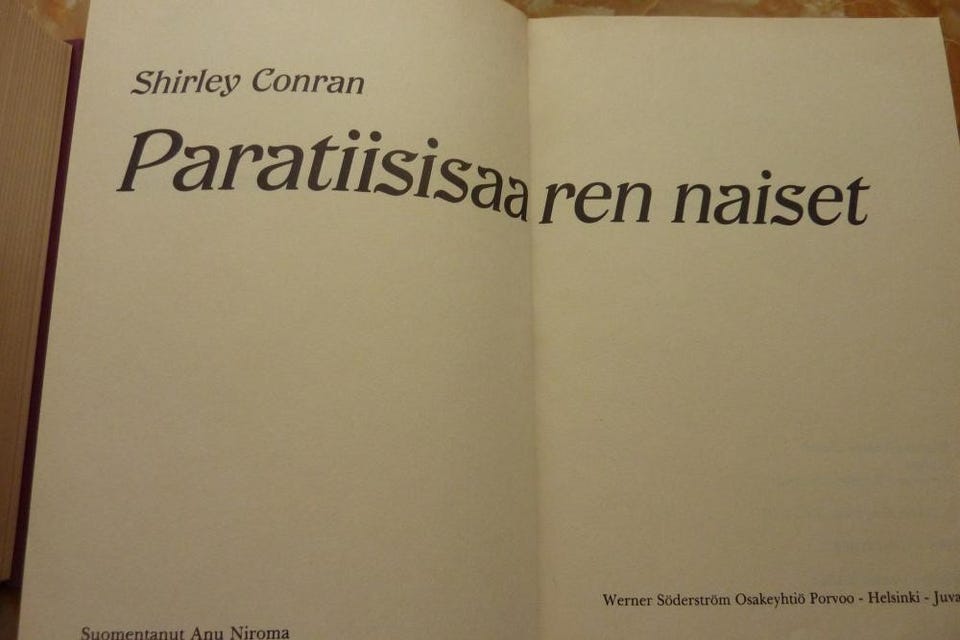 Shirley Conran
Paratiisisaaren naiset
Suomentanut Anu Niroma
Werner Söderström Osakeyhtiö Porvoo - Helsinki - Juva